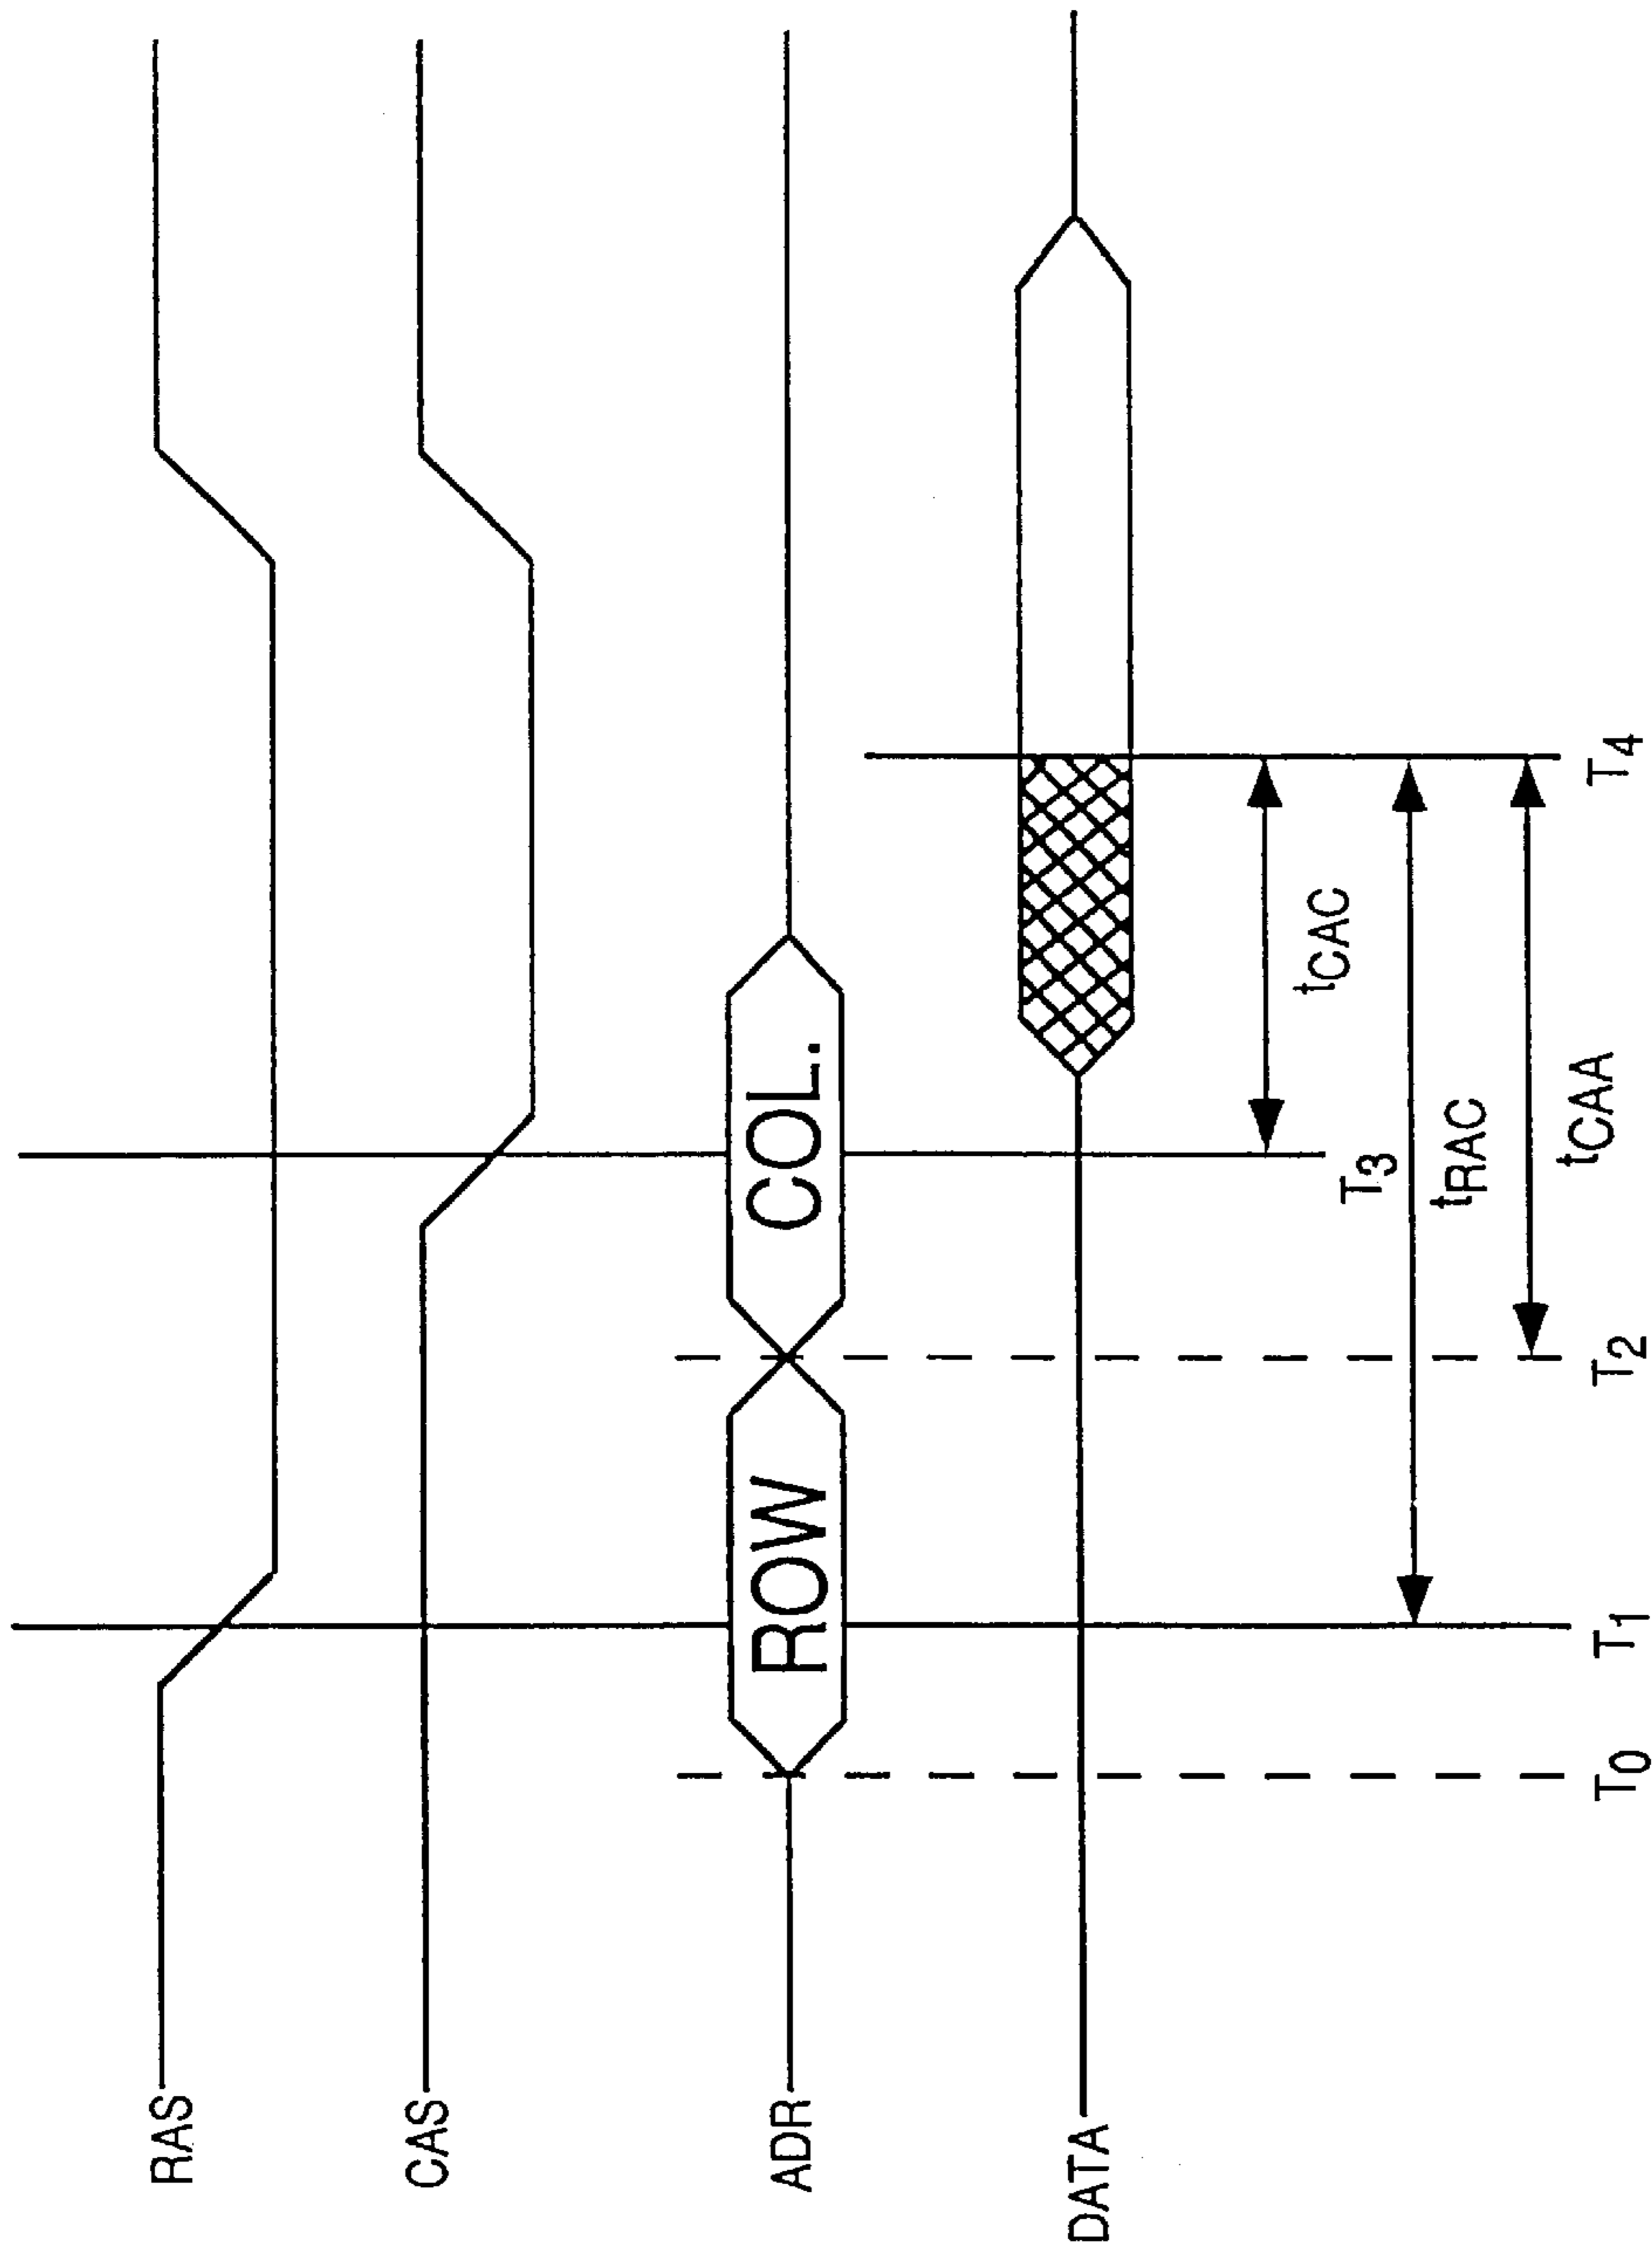 RAS
CAS
ADR
ROW
COL.
DATA
tCAC
T3
tRAC
tCAA
T0
T1
T2
T4